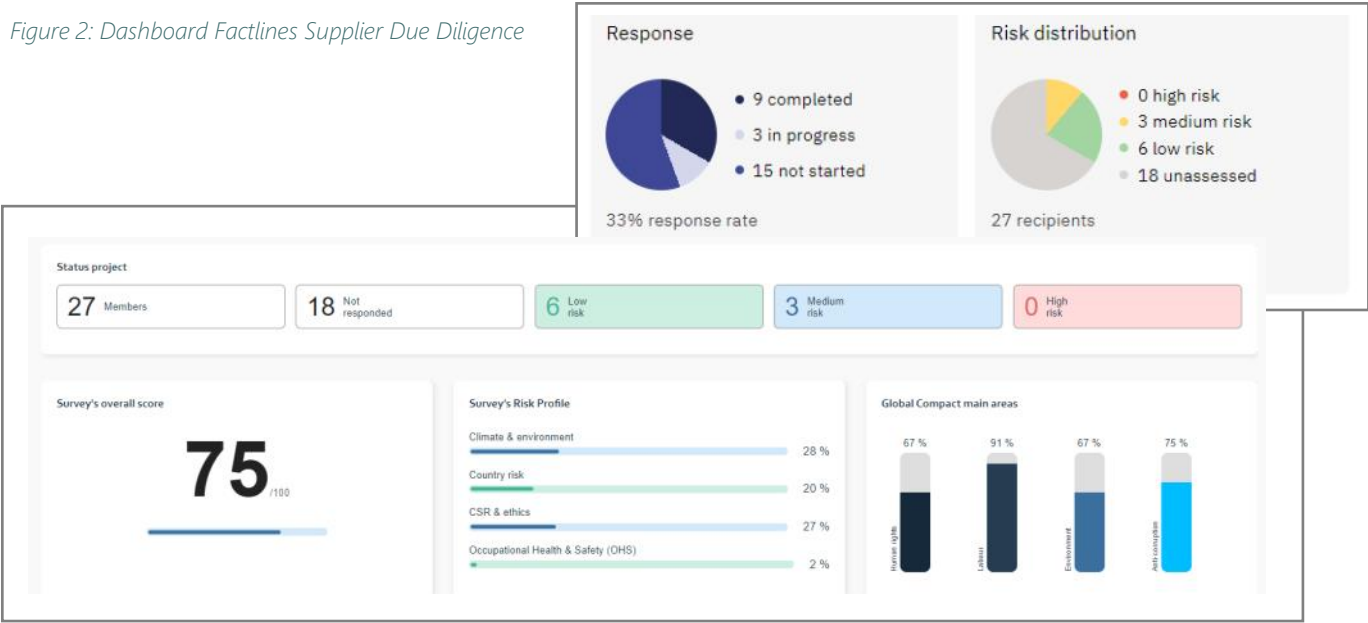 Figure 2: Dashboard Factlines Supplier Due Diligence
Response
9 completed
3 in progress
15 not started
33% response rate
Risk distribution
0 high risk
3 medium risk
6 low risk
18 unassessed
27 recipients
Status project
27 Members
18 Not
responded
6 Low
risk
3 Medium
risk
0 High
risk
Survey's overall score
75
/100
Survey's Risk Profile
Climate & environment
28 %
Country risk
20 %
CSR & ethics
27 %
Occupational Health & Safety (OHS)
2 %
Global Compact main areas
67 %
91 %
67 %
75 %
Human rights
Labour
Environment
Anti-corruption